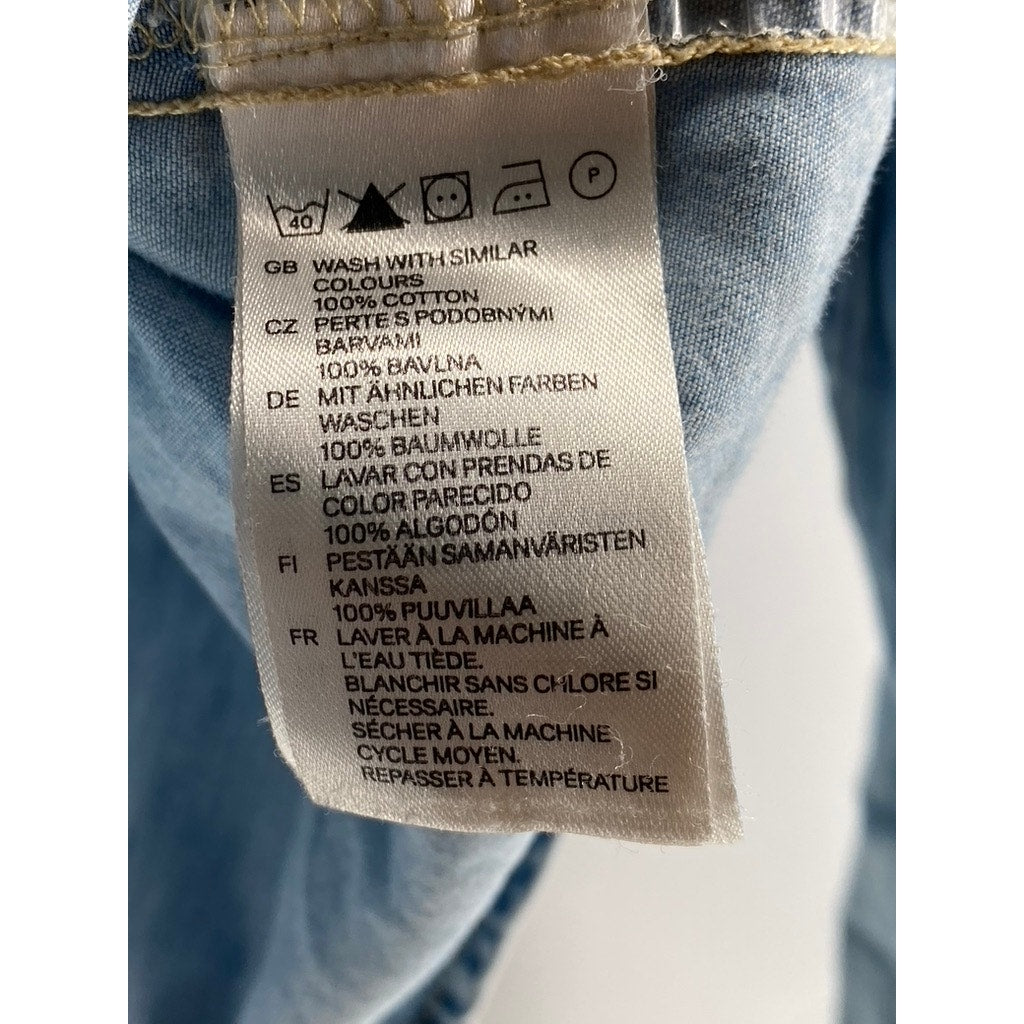 40 P
GB WASH WITH SIMILAR
COLOURS
100% COTTON
CZ PERTE S PODOBNÝMI
BARVAMI
100% BAVLNA
DE MIT ÄHNLICHEN FARBEN
WASCHEN
100% BAUMWOLLE
ES LAVAR CON PRENDAS DE
COLOR PARECIDO
100% ALGODÓN
FI PESTÄÄN SAMANVÄRISTEN
KANSSA
100% PUUVILLAA
FR LAVER À LA MACHINE À
L'EAU TIÈDE.
BLANCHIR SANS CHLORE SI
NÉCESSAIRE.
SÉCHER À LA MACHINE
CYCLE MOYEN.
REPASSER À TEMPÉRATURE